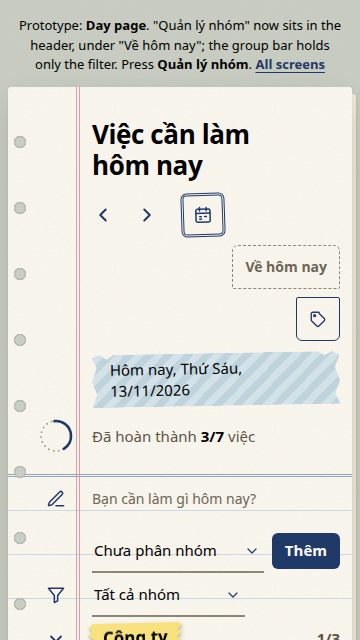 Prototype: Day page. "Quản lý nhóm" now sits in the
header, under "Về hôm nay"; the group bar holds
only the filter. Press Quản lý nhóm. All screens
Việc cần làm
hôm nay
Về hôm nay
Hôm nay, Thứ Sáu,
13/11/2026
Đã hoàn thành 3/7 việc
Bạn cần làm gì hôm nay?
Chưa phân nhóm
Thêm
Tất cả nhóm
Công ty
1/3